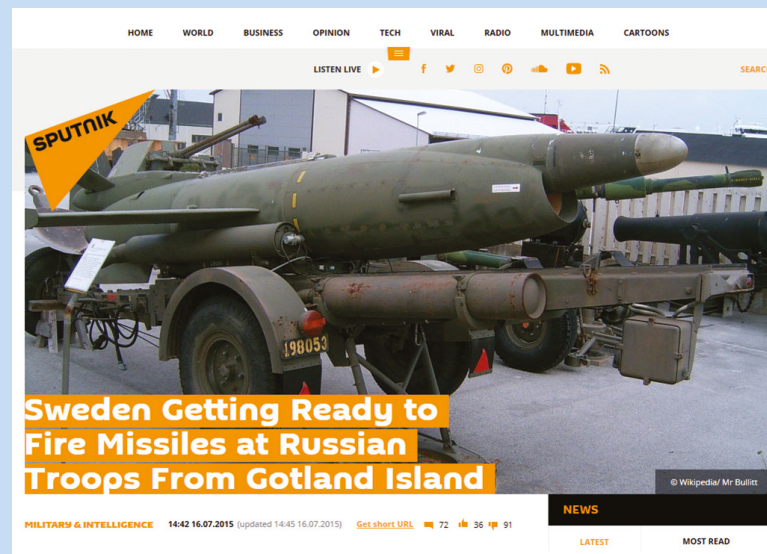 HOME WORLD BUSINESS OPINION TECH VIRAL RADIO MULTIMEDIA CARTOONS
LISTEN LIVE
SEARCH
SPUTNIK
198053
Sweden Getting Ready to
Fire Missiles at Russian
Troops From Gotland Island
© Wikipedia/ Mr Bullitt
MILITARY & INTELLIGENCE 14:42 16.07.2015 (updated 14:45 16.07.2015) Get short URL 72 36 91
NEWS
LATEST MOST READ